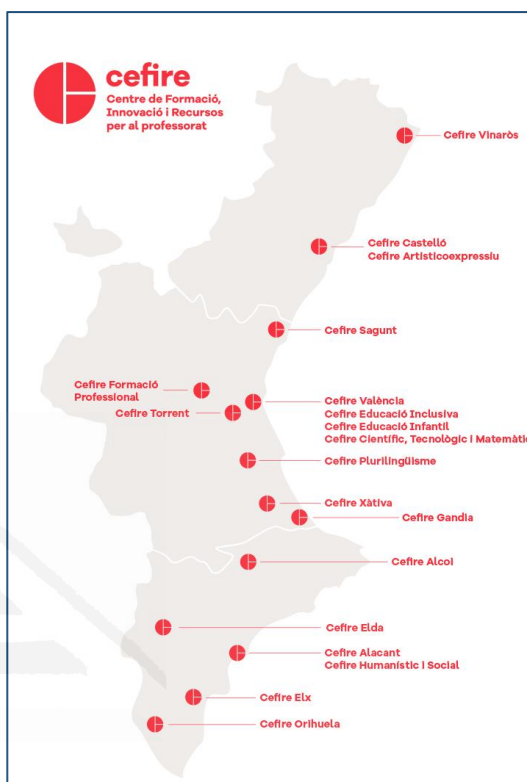 cefire
Centre de Formació,
Innovació i Recursos
per al professorat
Cefire Vinaròs
Cefire Castelló
Cefire Artísticoexpressiu
Cefire Sagunt
Cefire Formació
Professional
Cefire Torrent
Cefire València
Cefire Educació Inclusiva
Cefire Educació Infantil
Cefire Científic, Tecnològic i Matemàtic
Cefire Plurilingüisme
Cefire Xàtiva
Cefire Gandia
Cefire Alcoi
Cefire Elda
Cefire Alacant
Cefire Humanístic i Social
Cefire Elx
Cefire Orihuela